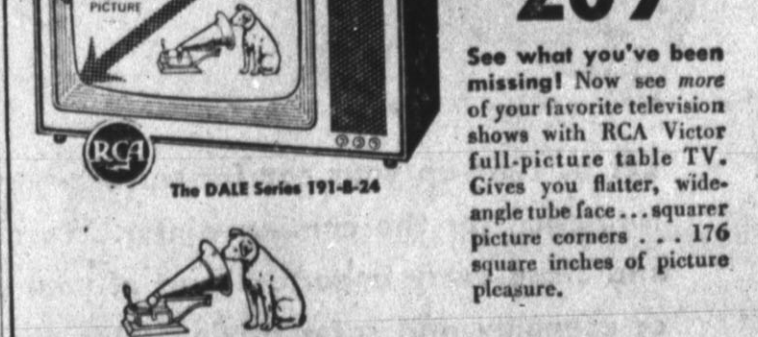 PICTURE
RCA
The DALE Series 191-B-24
See what you've been
missing! Now see more
of your favorite television
shows with RCA Victor
full-picture table TV.
Gives you flatter, wide-
angle tube face...squarer
picture corners . . . 176
square inches of picture
pleasure.